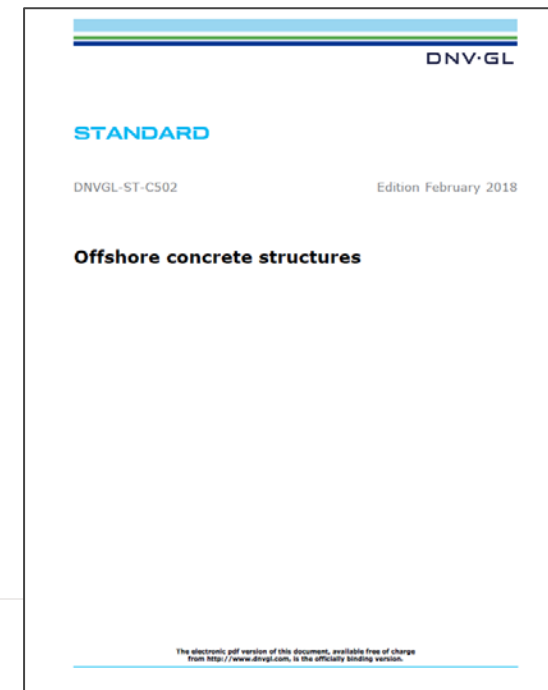 DNV·GL
STANDARD
DNVGL-ST-C502 Edition February 2018
Offshore concrete structures
The electronic pdf version of this document, available free of charge
from http://www.dnvgl.com, is the officially binding version.